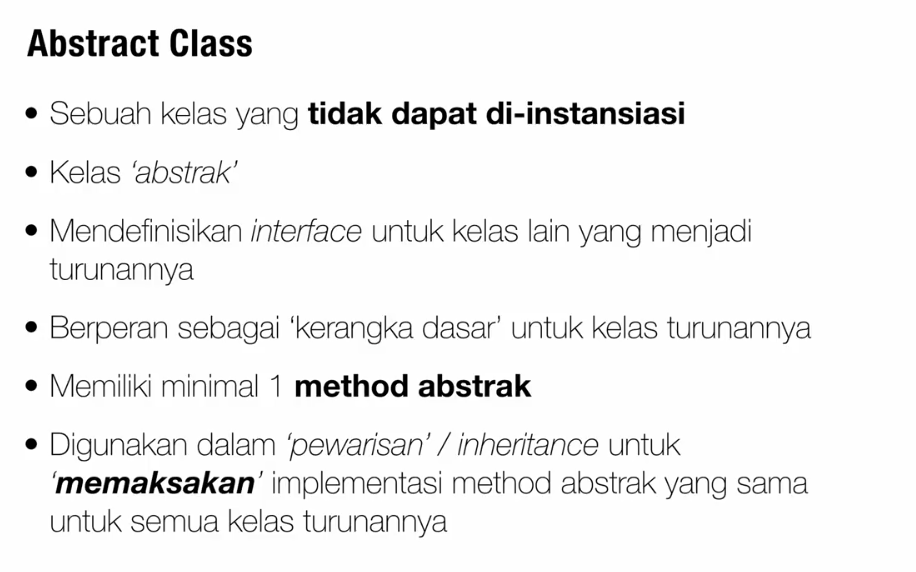 Abstract Class
• Sebuah kelas yang tidak dapat di-instansiasi
• Kelas ‘abstrak’
• Mendefinisikan interface untuk kelas lain yang menjadi
turunannya
• Berperan sebagai ‘kerangka dasar’ untuk kelas turunannya
• Memiliki minimal 1 method abstrak
• Digunakan dalam ‘pewarisan’ / inheritance untuk
‘memaksakan’ implementasi method abstrak yang sama
untuk semua kelas turunannya